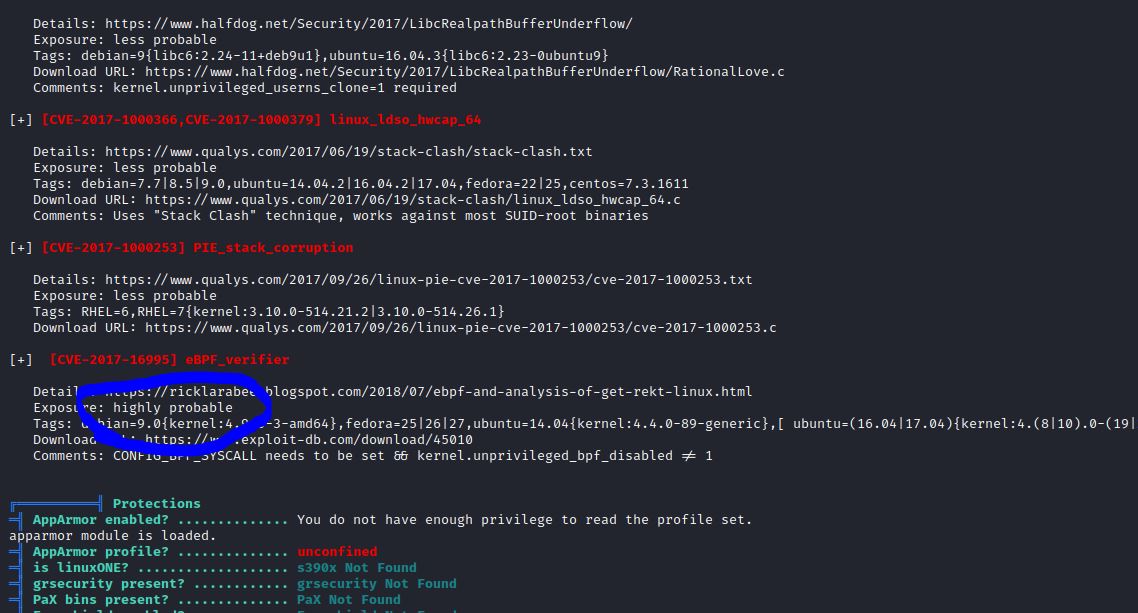 Details: https://www.halfdog.net/Security/2017/LibcRealpathBufferUnderflow/
Exposure: less probable
Tags: debian=9{libc6:2.24-11+deb9u1},ubuntu=16.04.3{libc6:2.23-0ubuntu9}
Download URL: https://www.halfdog.net/Security/2017/LibcRealpathBufferUnderflow/RationalLove.c
Comments: kernel.unprivileged_userns_clone=1 required
[+] [CVE-2017-1000366,CVE-2017-1000379] linux_ldso_hwcap_64
Details: https://www.qualys.com/2017/06/19/stack-clash/stack-clash.txt
Exposure: less probable
Tags: debian=7.7|8.5|9.0,ubuntu=14.04.2|16.04.2|17.04,fedora=22|25,centos=7.3.1611
Download URL: https://www.qualys.com/2017/06/19/stack-clash/linux_ldso_hwcap_64.c
Comments: Uses "Stack Clash" technique, works against most SUID-root binaries
[+] [CVE-2017-1000253] PIE_stack_corruption
Details: https://www.qualys.com/2017/09/26/linux-pie-cve-2017-1000253/cve-2017-1000253.txt
Exposure: less probable
Tags: RHEL=6,RHEL=7{kernel:3.10.0-514.21.2|3.10.0-514.26.1}
Download URL: https://www.qualys.com/2017/09/26/linux-pie-cve-2017-1000253/cve-2017-1000253.c
[+] [CVE-2017-16995] eBPF_verifier
https://ricklarabee.blogspot.com/2018/07/ebpf-and-analysis-of-get-rekt-linux.html
Exposure: highly probable
Tags: -3-amd64},fedora=25|26|27,ubuntu=14.04{kernel:4.4.0-89-generic},[ ubuntu=(16.04|17.04){kernel:4.(8|10).0-(19|
exploit-db.com/download/45010
Comments: CONFIG_BPF_SYSCALL needs to be set && kernel.unprivileged_bpf_disabled ≠ 1
Protections
AppArmor enabled? .............. You do not have enough privilege to read the profile set.
apparmor module is loaded.
AppArmor profile? .............. unconfined
is linuxONE? ................... s390x Not Found
grsecurity present? ............ grsecurity Not Found
PaX bins present? .............. PaX Not Found